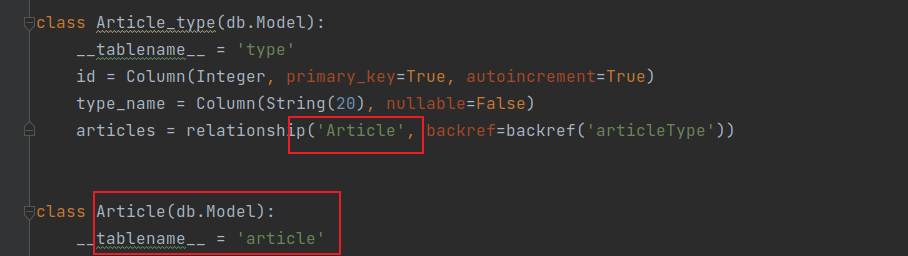 class Article_type(db.Model):
    __tablename__ = 'type'
    id = Column(Integer, primary_key=True, autoincrement=True)
    type_name = Column(String(20), nullable=False)
    articles = relationship('Article', backref=backref('articleType'))
class Article(db.Model):
    __tablename__ = 'article'